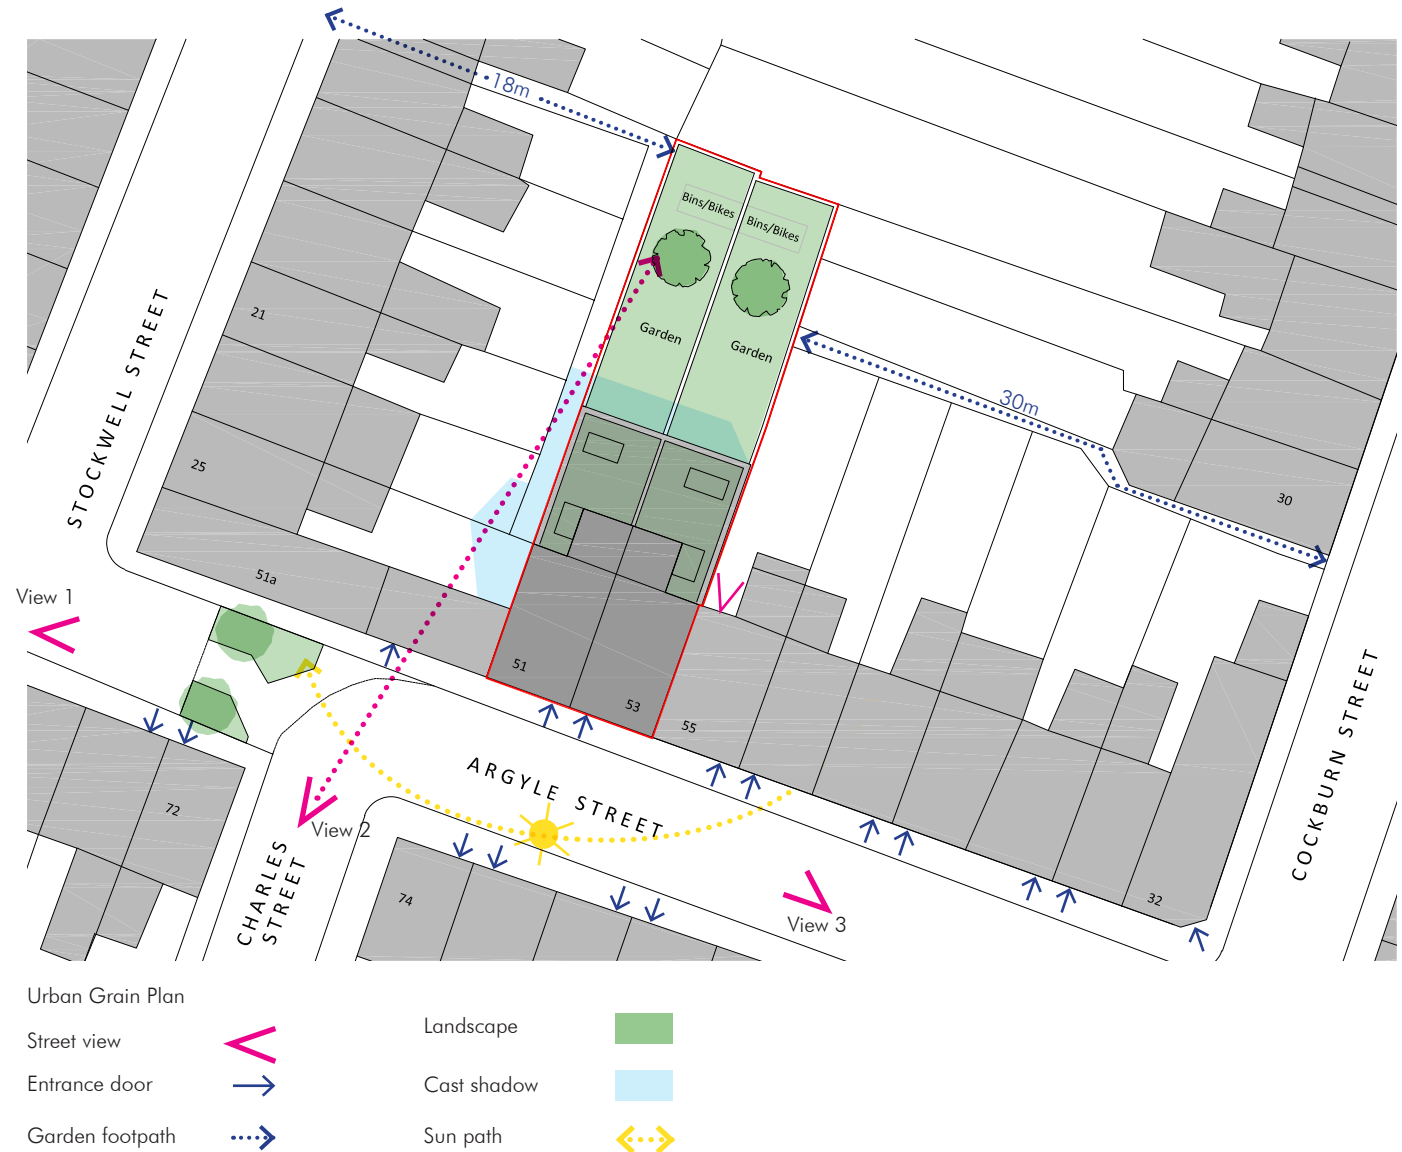 18m
Bins/Bikes
Bins/Bikes
Garden
Garden
21
STOCKWELL STREET
30m
25
30
51a
View 1
51
53
55
72
ARGYLE STREET
View 2
CHARLES
STREET
74
View 3
32
COCKBURN STREET
Urban Grain Plan
Street view
Entrance door
Garden footpath
Landscape
Cast shadow
Sun path